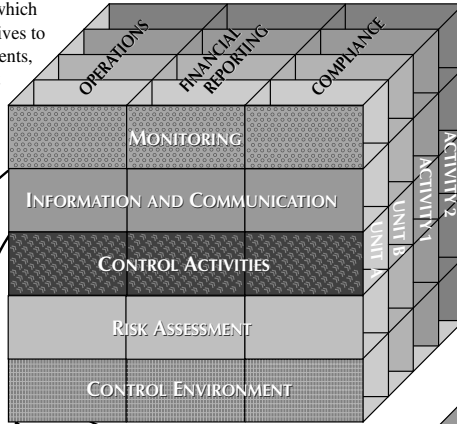 which
ives to
ents,
OPERATIONS
FINANCIAL
REPORTING
COMPLIANCE
MONITORING
INFORMATION AND COMMUNICATION
CONTROL ACTIVITIES
RISK ASSESSMENT
CONTROL ENVIRONMENT
UNIT A
UNIT B
ACTIVITY 1
ACTIVITY 2